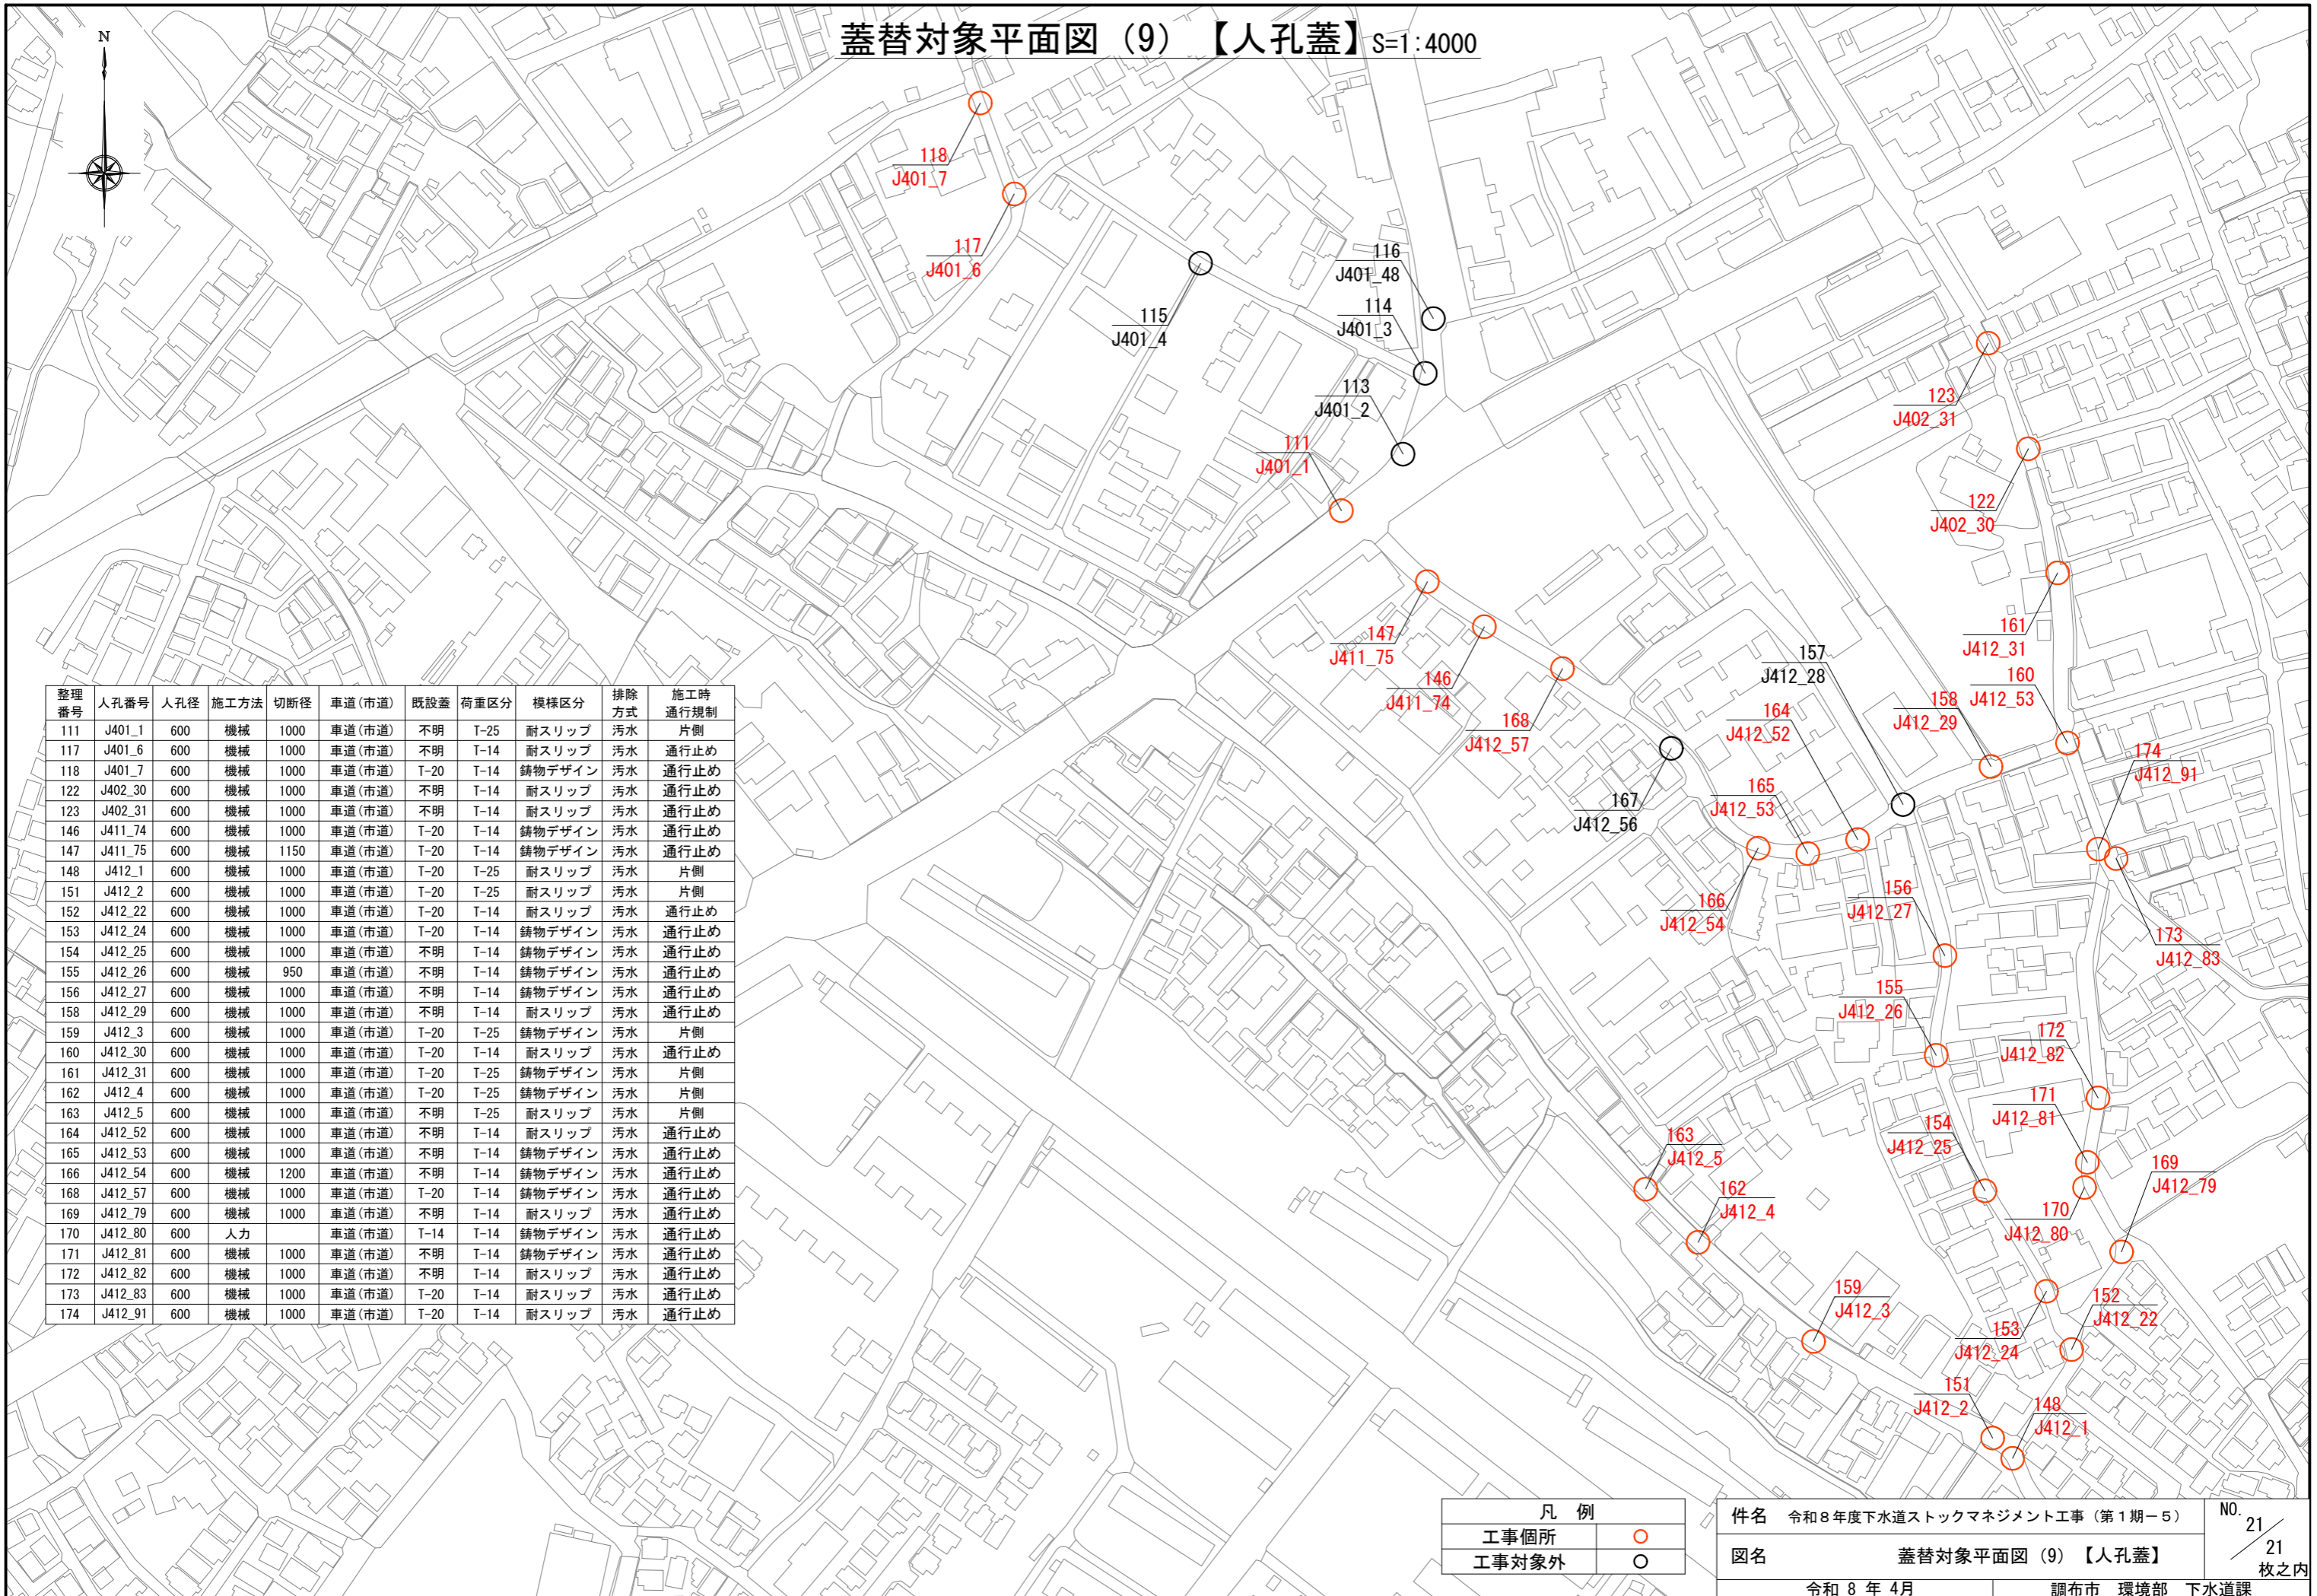 蓋替対象平面図（9）【人孔蓋】S=1:4000
N
118
J401_7
117
J401_6
116
J401_48
115
J401_4
114
J401_3
113
J401_2
111
J401_1
123
J402_31
122
J402_30
161
J412_31
147
J411_75
146
J411_74
168
J412_57
157
J412_28
164
J412_52
158
J412_29
160
J412_53
174
J412_91
165
J412_53
167
J412_56
166
J412_54
156
J412_27
173
J412_83
155
J412_26
172
J412_82
171
J412_81
154
J412_25
163
J412_5
162
J412_4
169
J412_79
170
J412_80
159
J412_3
152
J412_22
153
J412_24
151
J412_2
148
J412_1
整理番号 人孔番号 人孔径 施工方法 切断径 車道(市道) 既設蓋 荷重区分 模様区分 排除方式 施工時通行規制
111 J401_1 600 機械 1000 車道(市道) 不明 T-25 耐スリップ 汚水 片側
117 J401_6 600 機械 1000 車道(市道) 不明 T-14 耐スリップ 汚水 通行止め
118 J401_7 600 機械 1000 車道(市道) T-20 T-14 鋳物デザイン 汚水 通行止め
122 J402_30 600 機械 1000 車道(市道) 不明 T-14 耐スリップ 汚水 通行止め
123 J402_31 600 機械 1000 車道(市道) 不明 T-14 耐スリップ 汚水 通行止め
146 J411_74 600 機械 1000 車道(市道) T-20 T-14 鋳物デザイン 汚水 通行止め
147 J411_75 600 機械 1150 車道(市道) T-20 T-14 鋳物デザイン 汚水 通行止め
148 J412_1 600 機械 1000 車道(市道) T-20 T-25 耐スリップ 汚水 片側
151 J412_2 600 機械 1000 車道(市道) T-20 T-25 耐スリップ 汚水 片側
152 J412_22 600 機械 1000 車道(市道) T-20 T-14 耐スリップ 汚水 通行止め
153 J412_24 600 機械 1000 車道(市道) T-20 T-14 鋳物デザイン 汚水 通行止め
154 J412_25 600 機械 1000 車道(市道) 不明 T-14 鋳物デザイン 汚水 通行止め
155 J412_26 600 機械 950 車道(市道) 不明 T-14 鋳物デザイン 汚水 通行止め
156 J412_27 600 機械 1000 車道(市道) 不明 T-14 鋳物デザイン 汚水 通行止め
158 J412_29 600 機械 1000 車道(市道) 不明 T-14 耐スリップ 汚水 通行止め
159 J412_3 600 機械 1000 車道(市道) T-20 T-25 鋳物デザイン 汚水 片側
160 J412_30 600 機械 1000 車道(市道) T-20 T-14 耐スリップ 汚水 通行止め
161 J412_31 600 機械 1000 車道(市道) T-20 T-25 鋳物デザイン 汚水 片側
162 J412_4 600 機械 1000 車道(市道) T-20 T-25 鋳物デザイン 汚水 片側
163 J412_5 600 機械 1000 車道(市道) 不明 T-25 耐スリップ 汚水 片側
164 J412_52 600 機械 1000 車道(市道) 不明 T-14 耐スリップ 汚水 通行止め
165 J412_53 600 機械 1000 車道(市道) 不明 T-14 鋳物デザイン 汚水 通行止め
166 J412_54 600 機械 1200 車道(市道) 不明 T-14 鋳物デザイン 汚水 通行止め
168 J412_57 600 機械 1000 車道(市道) T-20 T-14 鋳物デザイン 汚水 通行止め
169 J412_79 600 機械 1000 車道(市道) 不明 T-14 耐スリップ 汚水 通行止め
170 J412_80 600 人力 車道(市道) T-14 T-14 鋳物デザイン 汚水 通行止め
171 J412_81 600 機械 1000 車道(市道) 不明 T-14 鋳物デザイン 汚水 通行止め
172 J412_82 600 機械 1000 車道(市道) 不明 T-14 耐スリップ 汚水 通行止め
173 J412_83 600 機械 1000 車道(市道) T-20 T-14 耐スリップ 汚水 通行止め
174 J412_91 600 機械 1000 車道(市道) T-20 T-14 耐スリップ 汚水 通行止め
凡 例
工事個所
工事対象外
件名 令和８年度下水道ストックマネジメント工事（第１期－５）
図名 蓋替対象平面図（9）【人孔蓋】
NO. 21／21 枚之内
令和 8 年 4月 調布市 環境部 下水道課